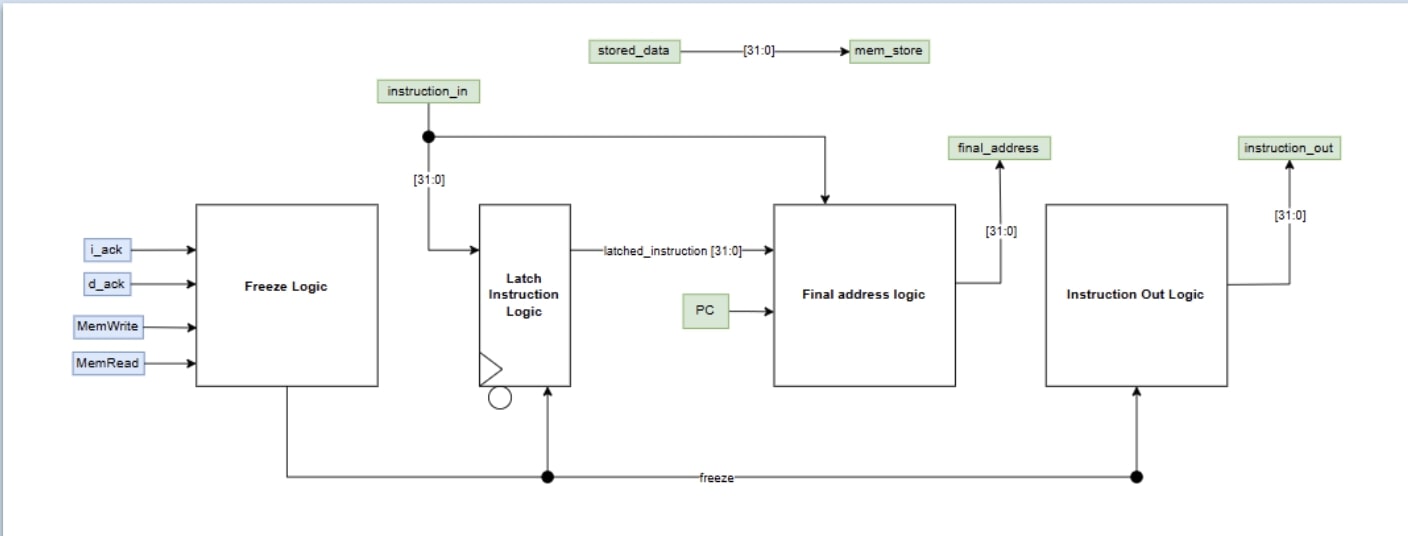 stored_data
[31:0]
mem_store
instruction_in
final_address
instruction_out
[31:0]
[31:0]
[31:0]
i_ack
d_ack
MemWrite
MemRead
Freeze Logic
Latch
Instruction
Logic
latched_instruction [31:0]
PC
Final address logic
Instruction Out Logic
freeze